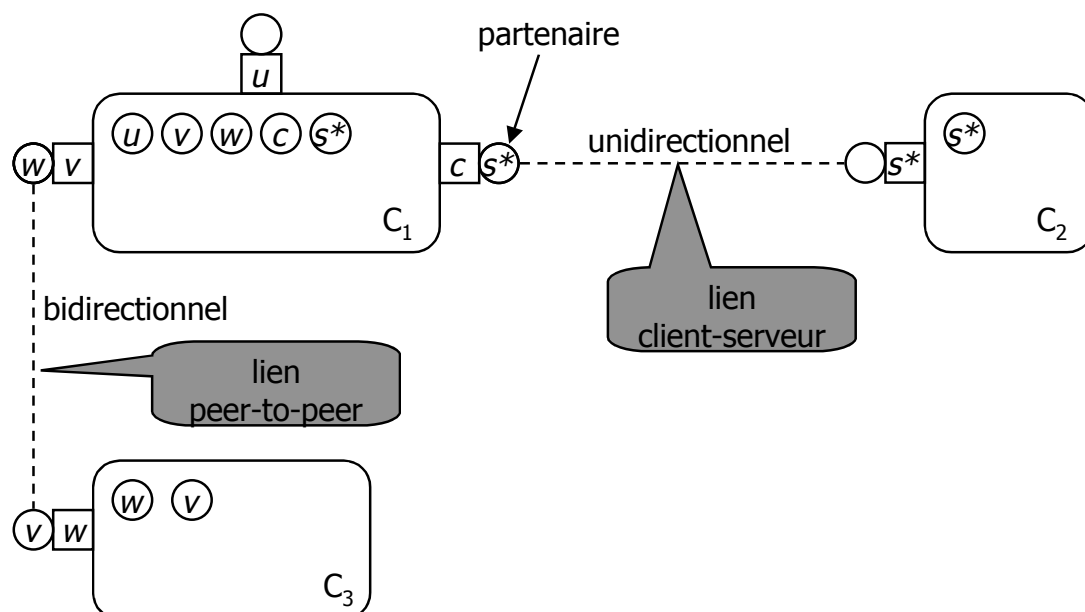 partenaire
u
u v w c s*
unidirectionnel
s*
w v
c s*
s*
C1
C2
lien
client-serveur
bidirectionnel
lien
peer-to-peer
w v
v w
C3